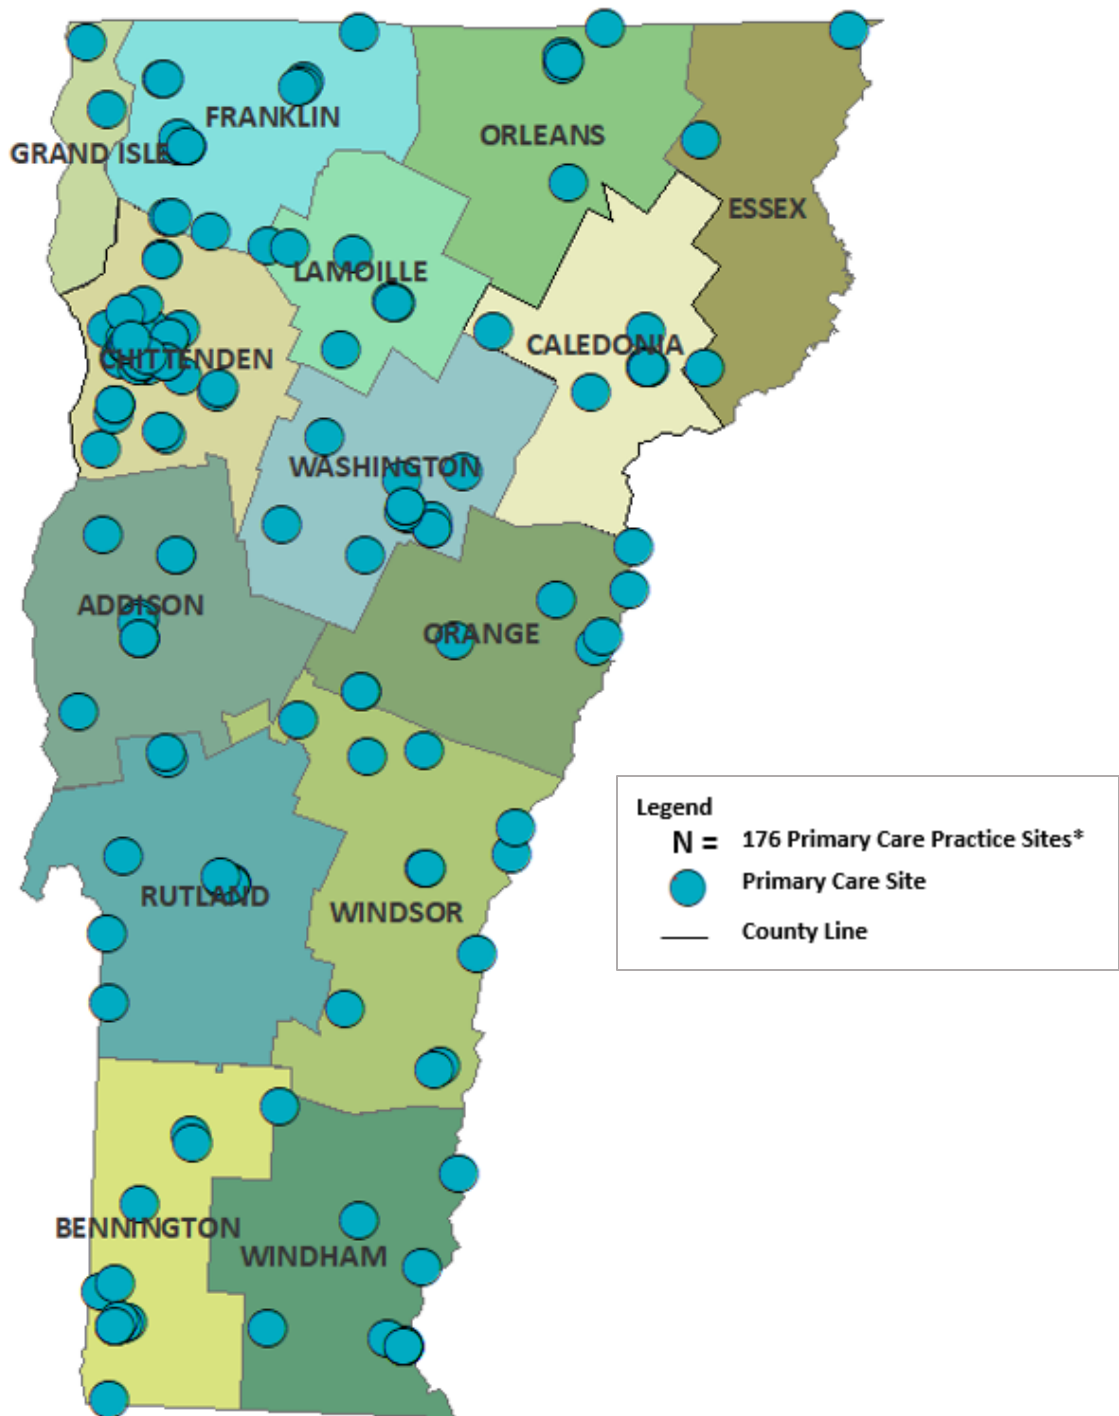 FRANKLIN
ORLEANS
GRAND ISLE
ESSEX
LAMOILLE
CALEDONIA
CHITTENDEN
WASHINGTON
ADDISON
ORANGE
RUTLAND
WINDSOR
BENNINGTON
WINDHAM
Legend
N = 176 Primary Care Practice Sites*
Primary Care Site
County Line